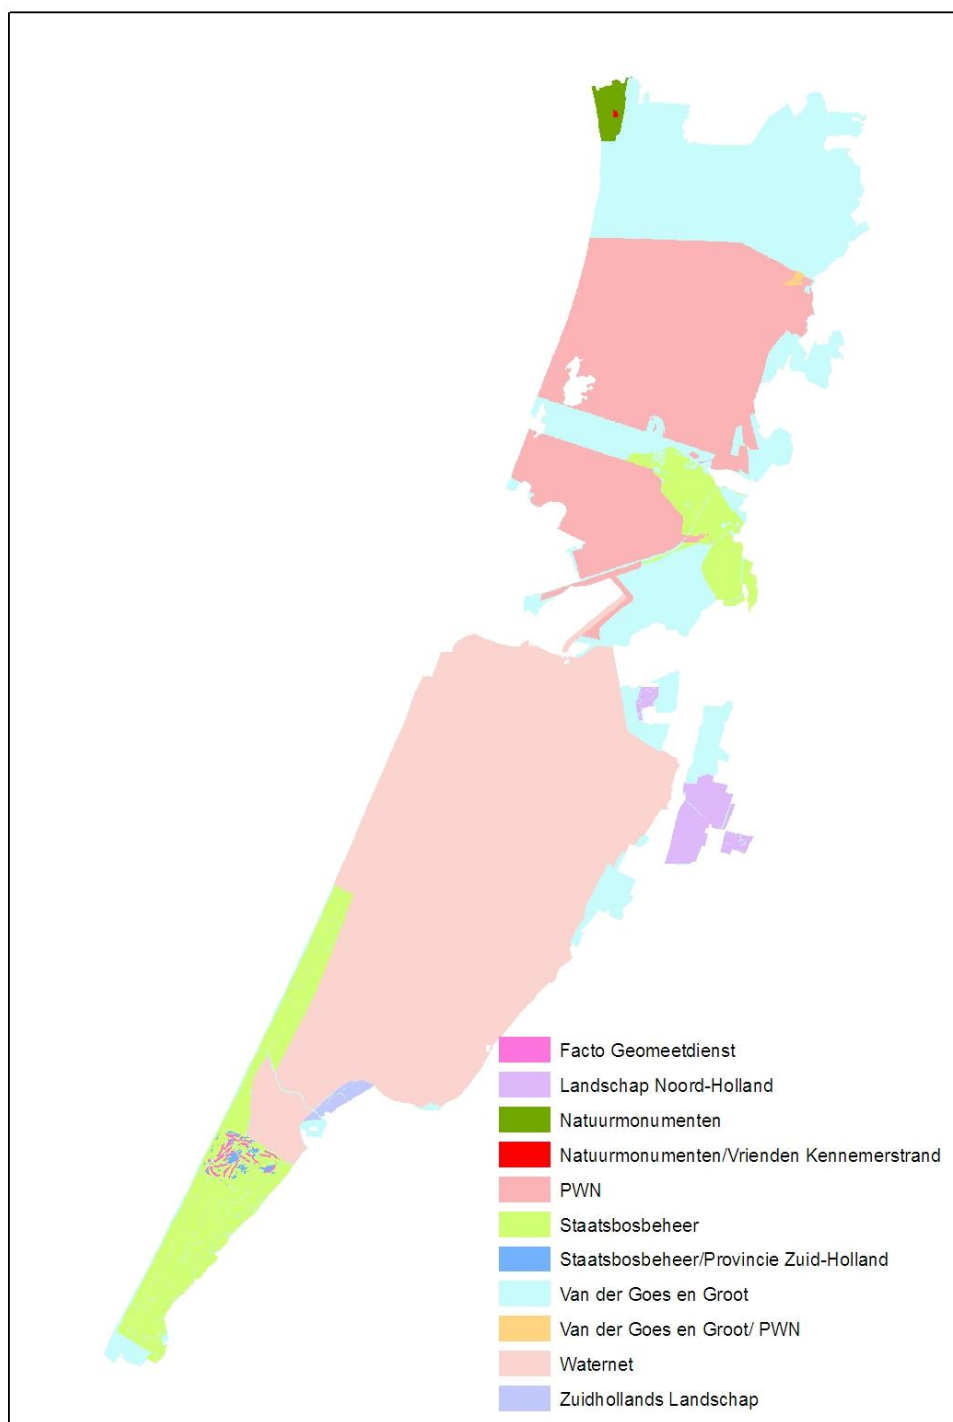 Facto Geomeetdienst
Landschap Noord-Holland
Natuurmonumenten
Natuurmonumenten/Vrienden Kennemerstrand
PWN
Staatsbosbeheer
Staatsbosbeheer/Provincie Zuid-Holland
Van der Goes en Groot
Van der Goes en Groot/ PWN
Waternet
Zuidhollands Landschap